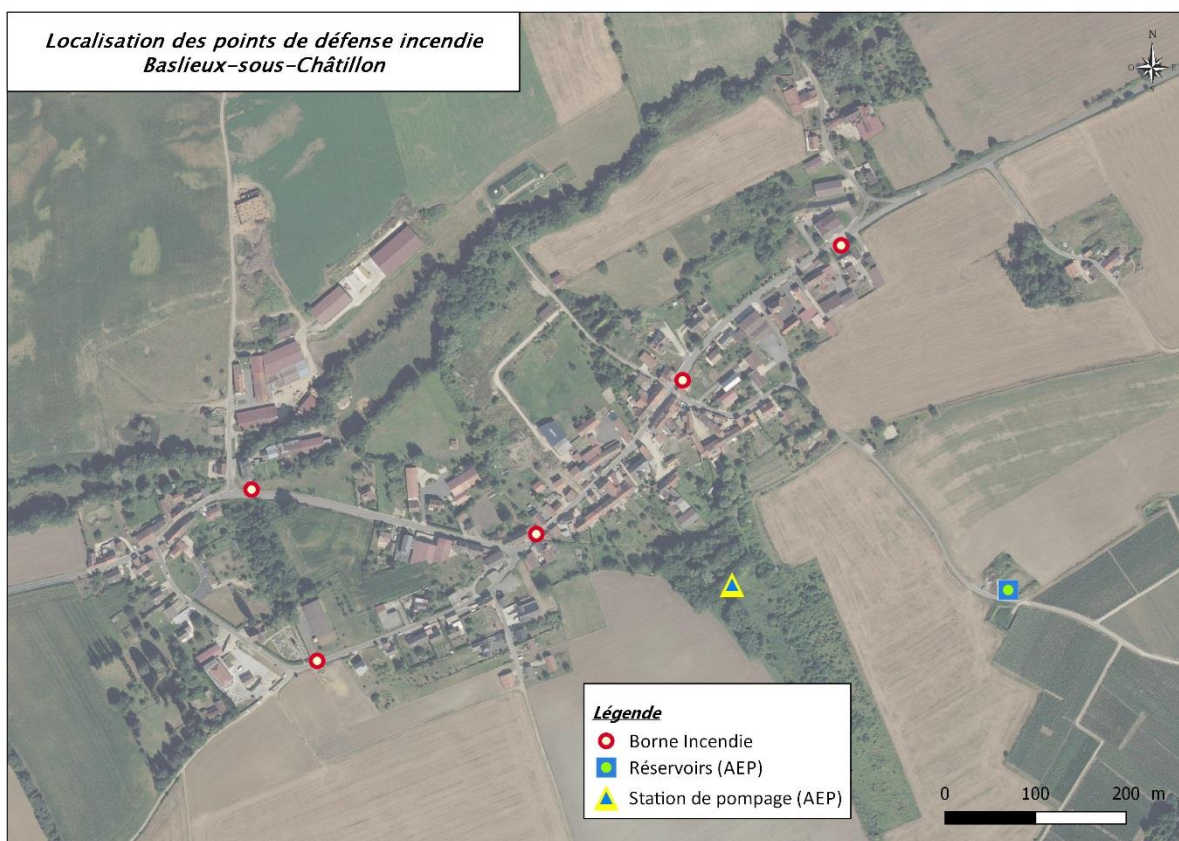 Localisation des points de défense incendie
Baslieux-sous-Châtillon
N
O E
S
Légende
Borne Incendie
Réservoirs (AEP)
Station de pompage (AEP)
0 100 200 m